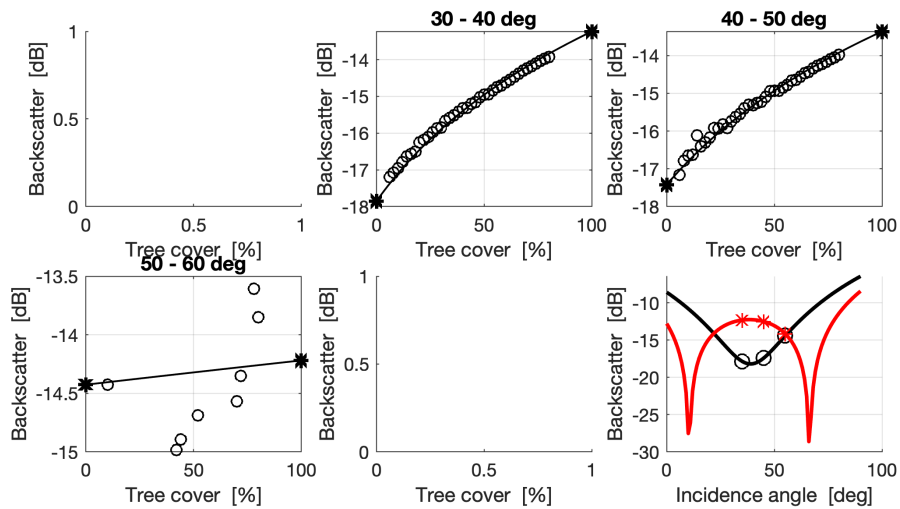 30 - 40 deg
40 - 50 deg
1
0.5
0
Backscatter [dB]
0 0.5 1
Tree cover [%]
-14
-15
-16
-17
-18
Backscatter [dB]
0 50 100
Tree cover [%]
-14
-15
-16
-17
-18
Backscatter [dB]
0 50 100
Tree cover [%]
50 - 60 deg
-13.5
-14
-14.5
-15
Backscatter [dB]
0 50 100
Tree cover [%]
1
0.5
0
Backscatter [dB]
0 0.5 1
Tree cover [%]
-10
-15
-20
-25
-30
Backscatter [dB]
0 50 100
Incidence angle [deg]